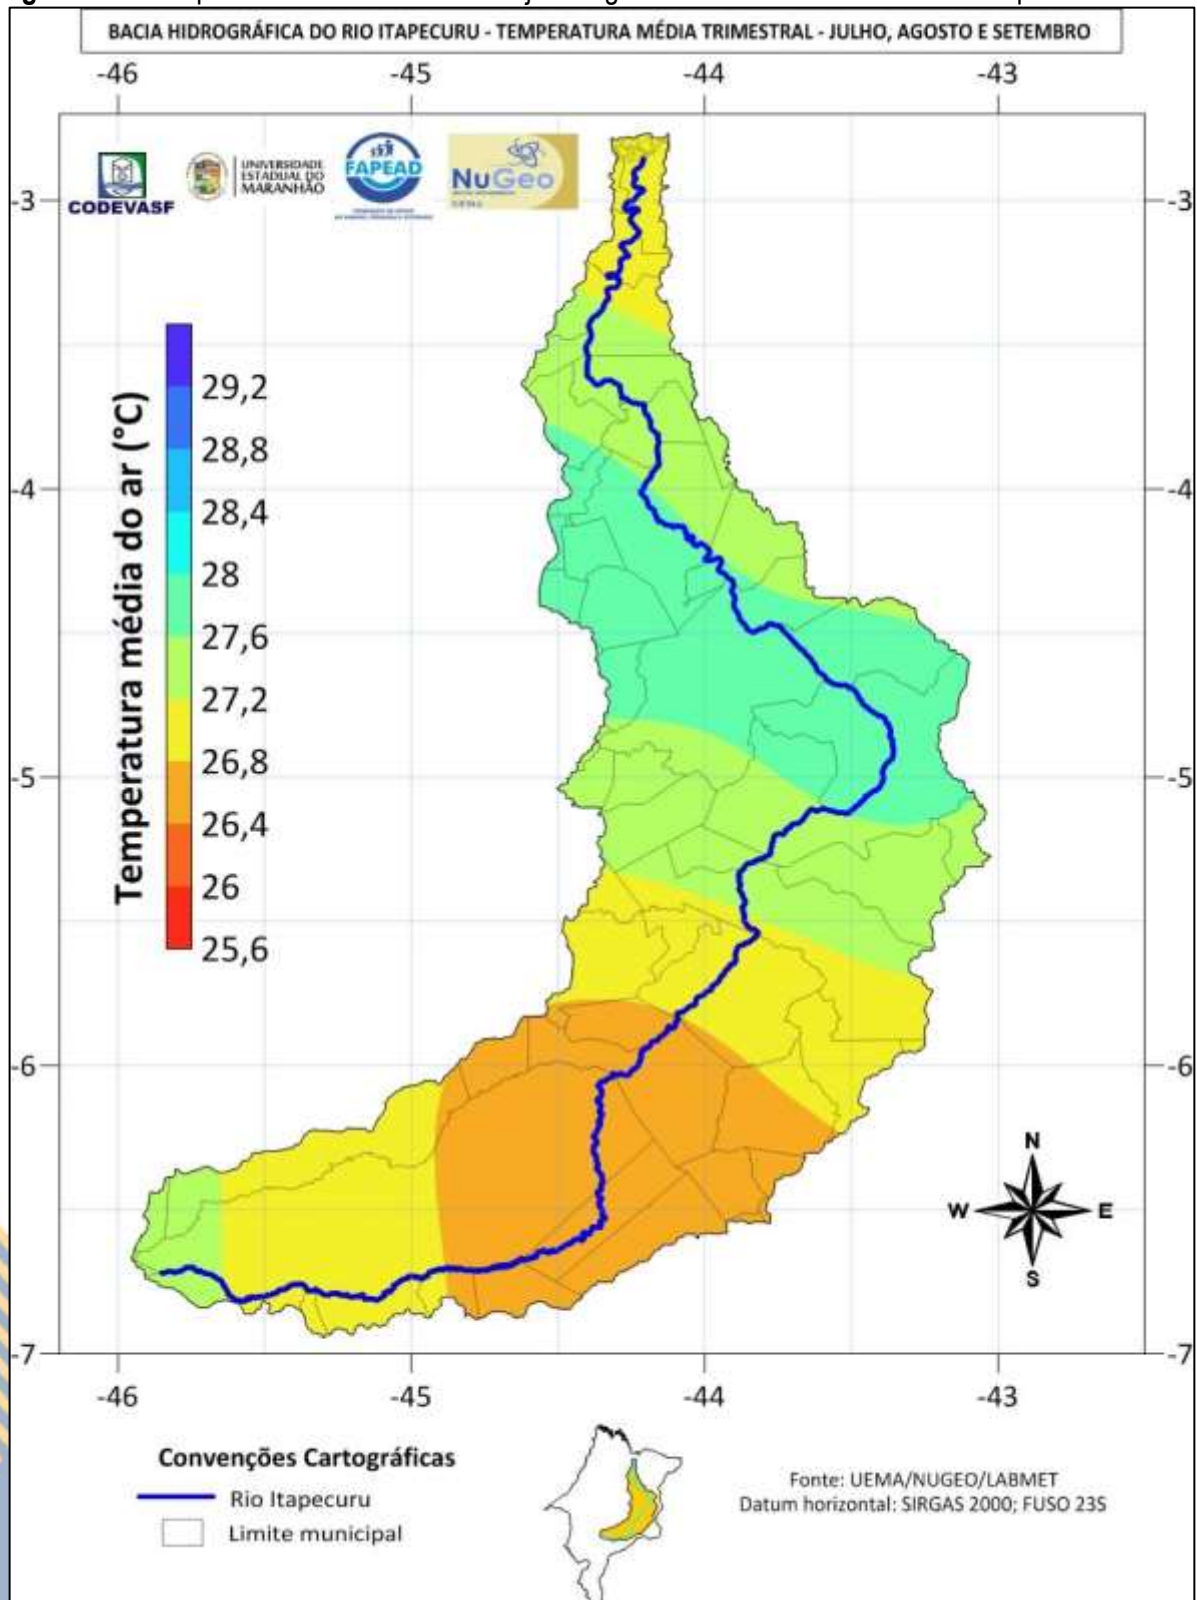 BACIA HIDROGRÁFICA DO RIO ITAPECURU - TEMPERATURA MÉDIA TRIMESTRAL - JULHO, AGOSTO E SETEMBRO
-46 -45 -44 -43
CODEVASF
UNIVERSIDADE
ESTADUAL DO
MARANHÃO
FAPEAD
NuGeo
-3 -3
-4 -4
-5 -5
-6 -6
-7 -7
Temperatura média do ar (°C)
29,2
28,8
28,4
28
27,6
27,2
26,8
26,4
26
25,6
N
W E
S
-46 -45 -44 -43
Convenções Cartográficas
Rio Itapecuru
Limite municipal
Fonte: UEMA/NUGEO/LABMET
Datum horizontal: SIRGAS 2000; FUSO 23S